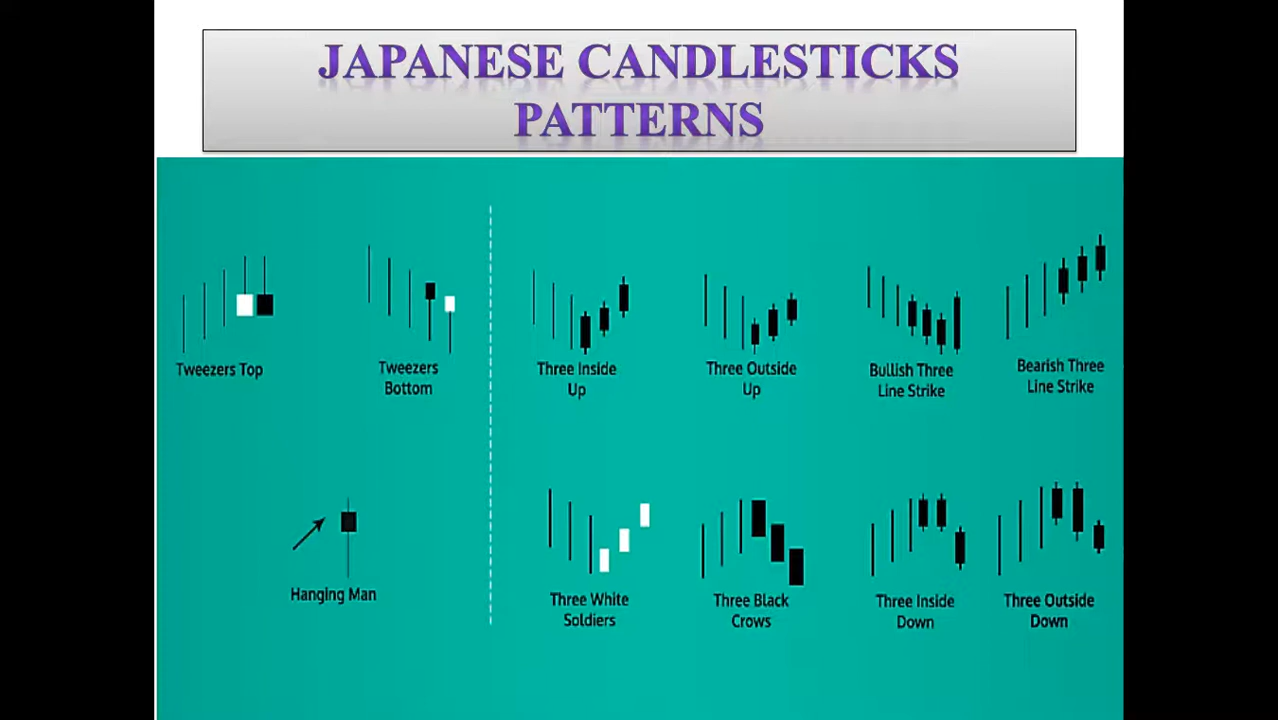 JAPANESE CANDLESTICKS
PATTERNS
Tweezers Top
Tweezers
Bottom
Three Inside
Up
Three Outside
Up
Bullish Three
Line Strike
Bearish Three
Line Strike
Hanging Man
Three White
Soldiers
Three Black
Crows
Three Inside
Down
Three Outside
Down